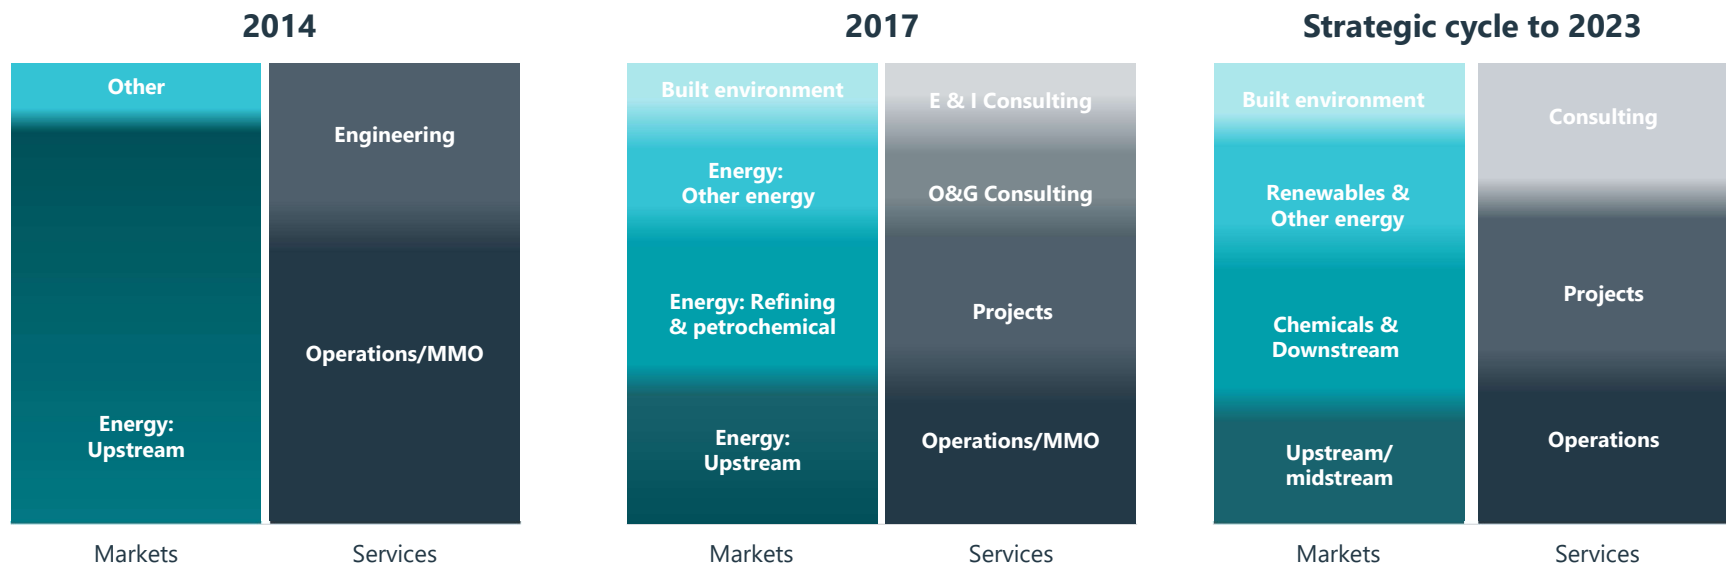 2014
Other
Energy:
Upstream
Engineering
Operations/MMO
Markets
Services
2017
Built environment
Energy:
Other energy
Energy: Refining
& petrochemical
Energy:
Upstream
E & I Consulting
O&G Consulting
Projects
Operations/MMO
Markets
Services
Strategic cycle to 2023
Built environment
Renewables &
Other energy
Chemicals &
Downstream
Upstream/
midstream
Consulting
Projects
Operations
Markets
Services